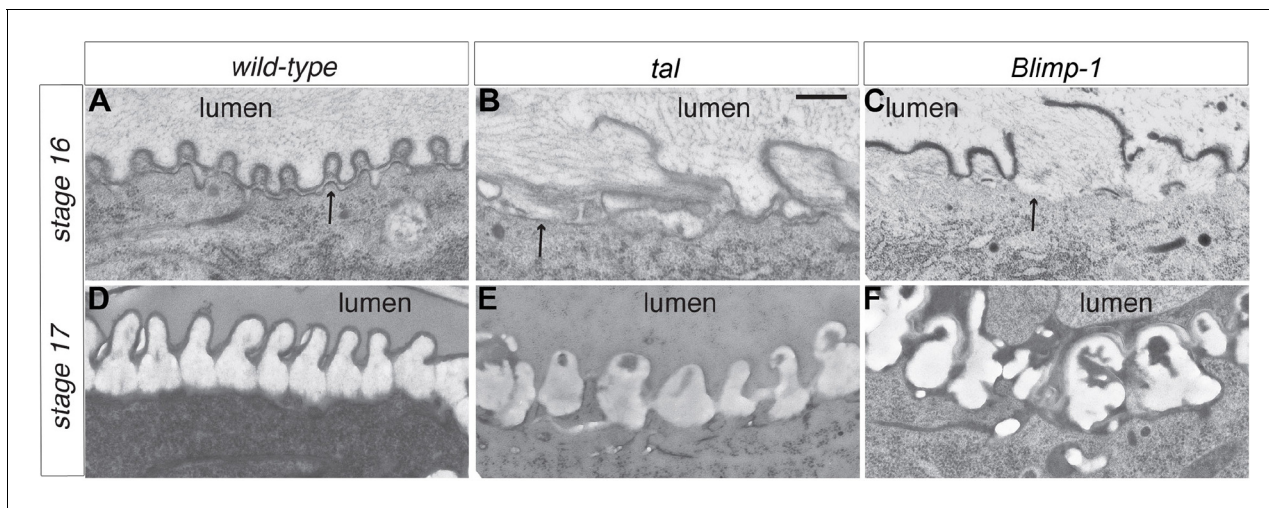 wild-type
tal
Blimp-1
stage 16
A lumen
B lumen
C lumen
stage 17
D lumen
E lumen
F lumen